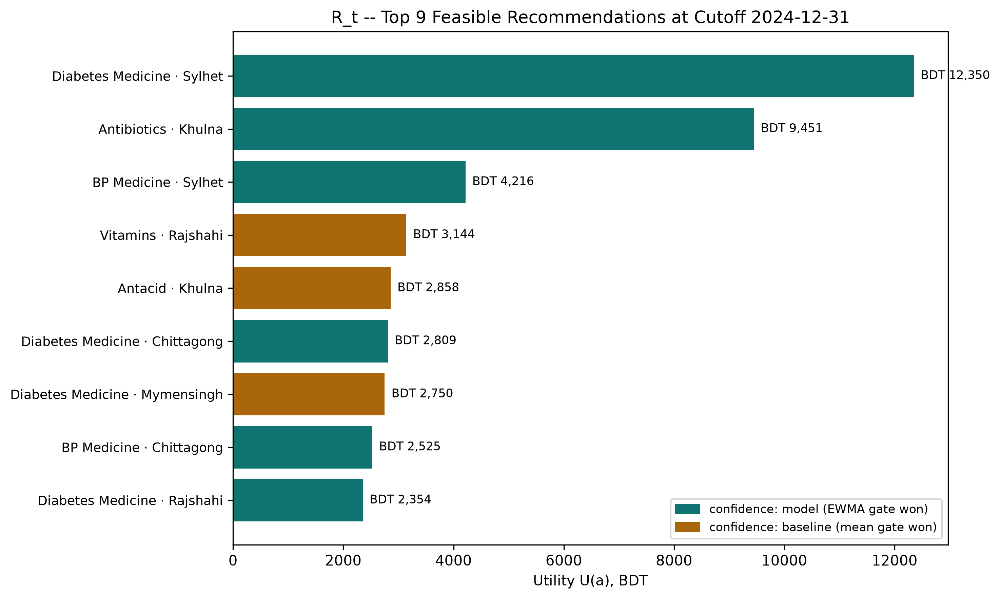 R_t -- Top 9 Feasible Recommendations at Cutoff 2024-12-31
Diabetes Medicine · Sylhet
BDT 12,350
Antibiotics · Khulna
BDT 9,451
BP Medicine · Sylhet
BDT 4,216
Vitamins · Rajshahi
BDT 3,144
Antacid · Khulna
BDT 2,858
Diabetes Medicine · Chittagong
BDT 2,809
Diabetes Medicine · Mymensingh
BDT 2,750
BP Medicine · Chittagong
BDT 2,525
Diabetes Medicine · Rajshahi
BDT 2,354
confidence: model (EWMA gate won)
confidence: baseline (mean gate won)
0 2000 4000 6000 8000 10000 12000
Utility U(a), BDT